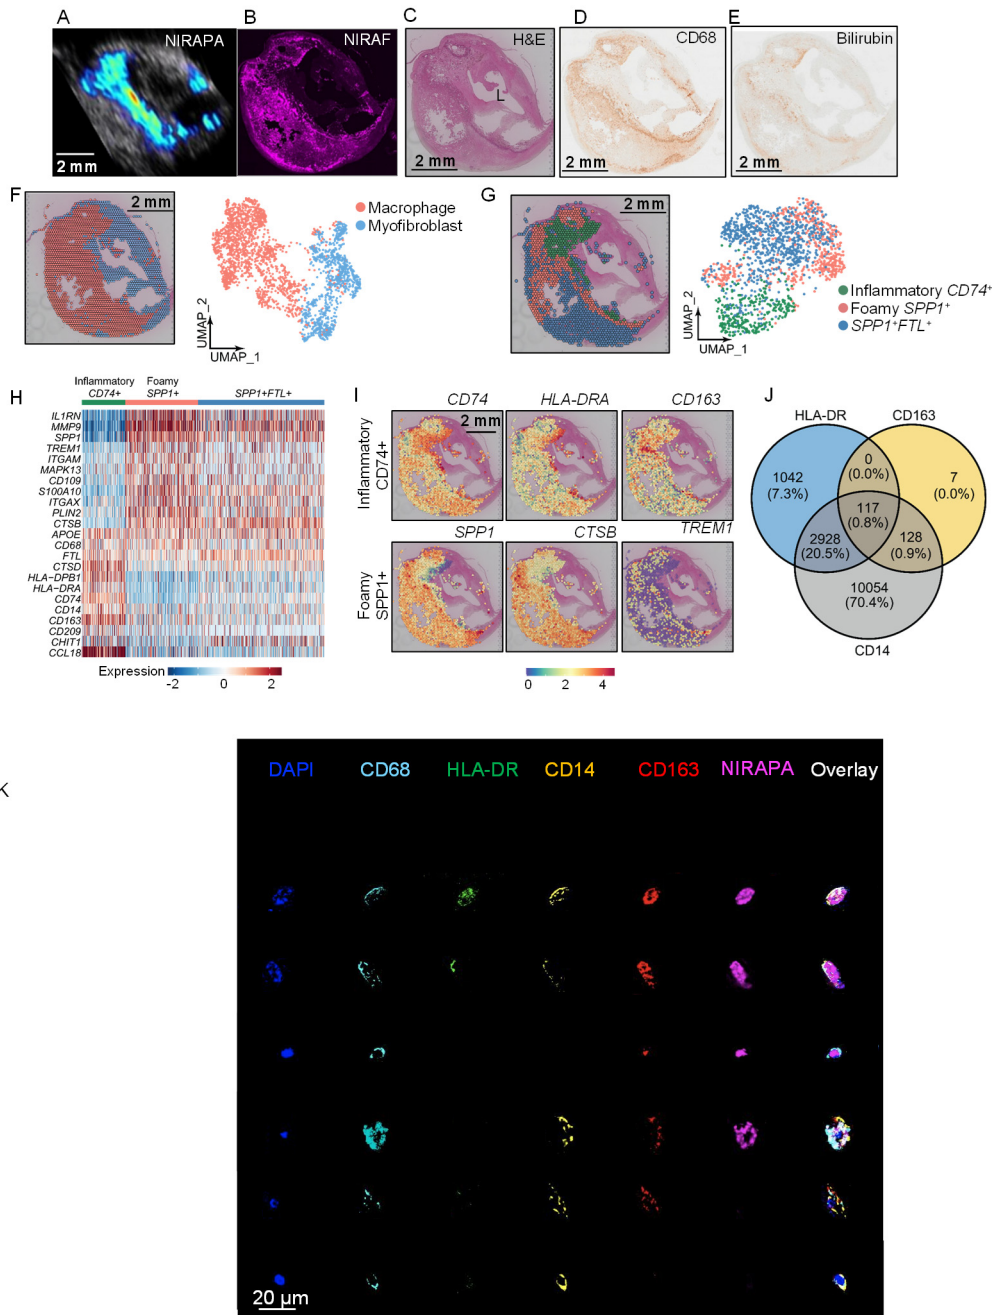 A
NIRAPA
2 mm
B
NIRAF
C
H&E
L
2 mm
D
CD68
2 mm
E
Bilirubin
2 mm
F
2 mm
Macrophage
Myofibroblast
UMAP_2
UMAP_1
G
2 mm
Inflammatory CD74+
Foamy SPP1+
SPP1+FTL+
UMAP_2
UMAP_1
H
Inflammatory
CD74+
Foamy
SPP1+
SPP1+FTL+
IL1RN
MMP9
SPP1
TREM1
ITGAM
MAPK13
CD109
S100A10
ITGAX
PLIN2
CTSB
APOE
CD68
FTL
CTSD
HLA−DPB1
HLA−DRA
CD74
CD14
CD163
CD209
CHIT1
CCL18
Expression
-2 0 2
I
CD74 HLA-DRA CD163
2 mm
Inflammatory
CD74+
SPP1 CTSB TREM1
Foamy
SPP1+
0 2 4
J
HLA-DR CD163
0
(0.0%)
1042
(7.3%)
7
(0.0%)
117
(0.8%)
2928
(20.5%)
128
(0.9%)
10054
(70.4%)
CD14
K
DAPI CD68 HLA-DR CD14 CD163 NIRAPA Overlay
20 µm